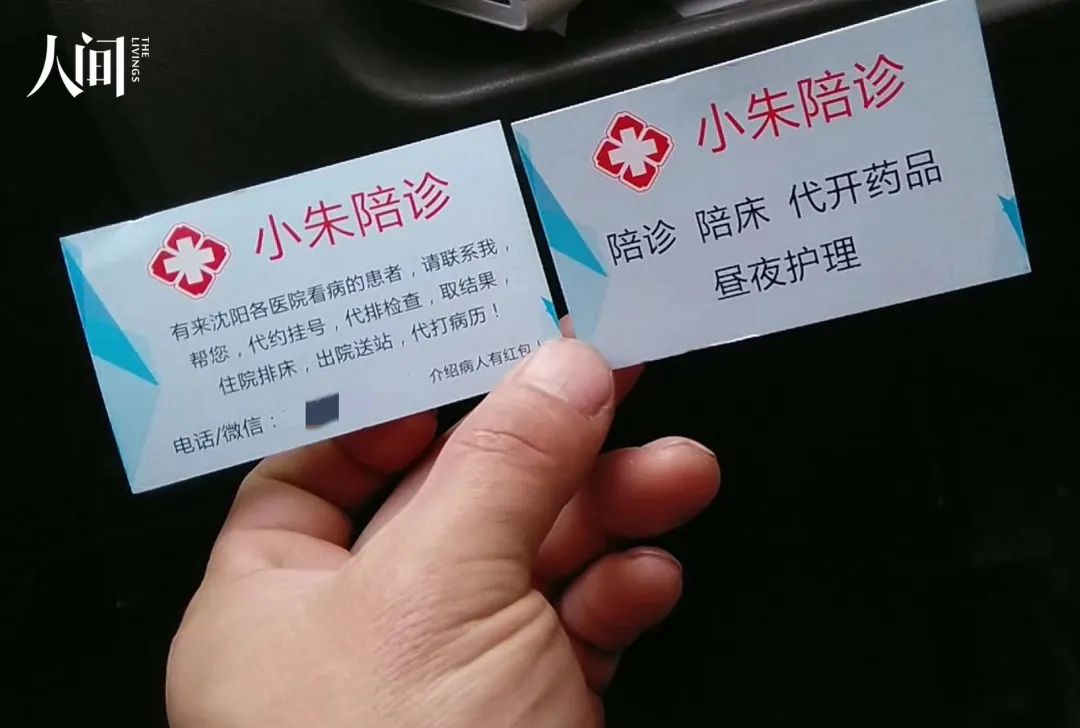 人间
THE
LIVINGS
小朱陪诊
有来沈阳各医院看病的患者，请联系我，
帮您，代约挂号，代排检查，取结果，
住院排床，出院送站，代打病历！
介绍病人有红包！
电话/微信：
小朱陪诊
陪诊 陪床 代开药品
昼夜护理